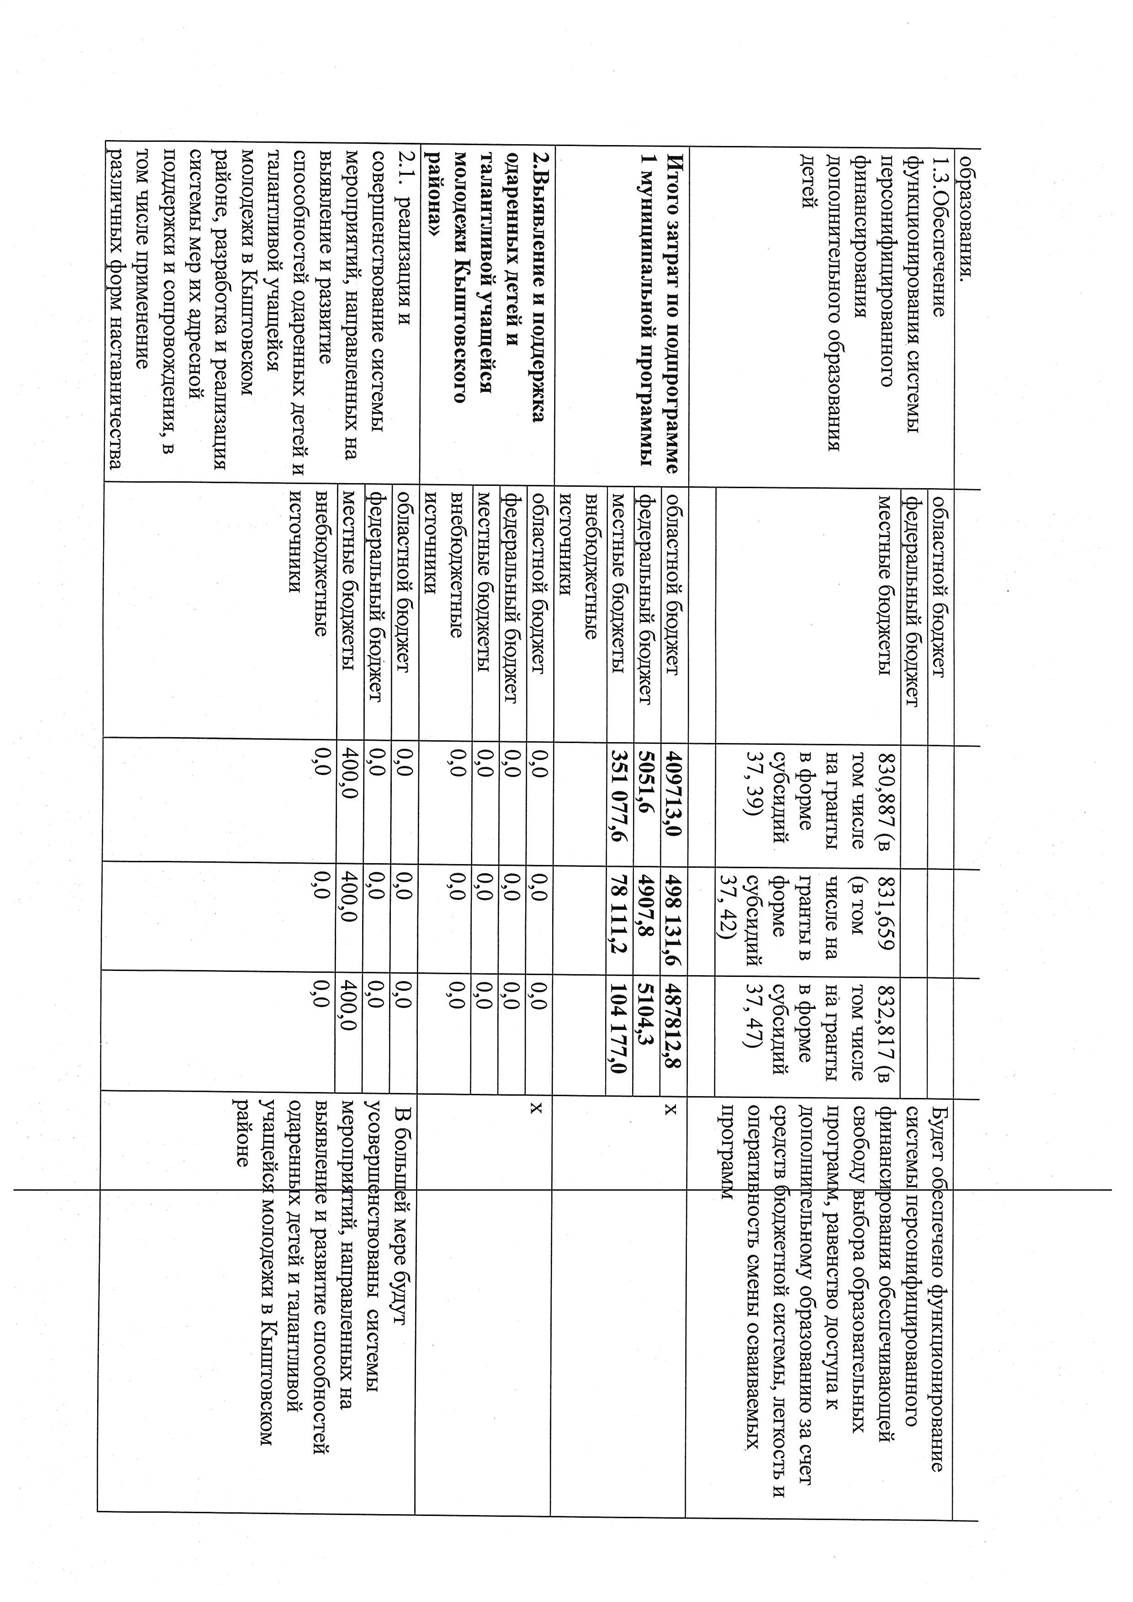 образования.
1.3.Обеспечение
функционирования системы
персонифицированного
финансирования
дополнительного образования
детей
областной бюджет
федеральный бюджет
местные бюджеты
830,887 (в
том числе
на гранты
в форме
субсидий
37, 39)
831,659
(в том
числе на
гранты в
форме
субсидий
37, 42)
832,817 (в
том числе
на гранты
в форме
субсидий
37, 47)
Будет обеспечено функционирование
системы персонифицированного
финансирования обеспечивающей
свободу выбора образовательных
программ, равенство доступа к
дополнительному образованию за счет
средств бюджетной системы, легкость и
оперативность смены осваиваемых
программ
Итого затрат по подпрограмме
1 муниципальной программы
областной бюджет
409713,0
498 131,6
487812,8
х
федеральный бюджет
5051,6
4907,8
5104,3
местные бюджеты
351 077,6
78 111,2
104 177,0
внебюджетные
источники
2.Выявление и поддержка
одаренных детей и
талантливой учащейся
молодежи Кыштовского
района»
областной бюджет
0,0
0,0
0,0
х
федеральный бюджет
0,0
0,0
0,0
местные бюджеты
0,0
0,0
0,0
внебюджетные
источники
0,0
0,0
0,0
2.1. реализация и
совершенствование системы
мероприятий, направленных на
выявление и развитие
способностей одаренных детей и
талантливой учащейся
молодежи в Кыштовском
районе, разработка и реализация
системы мер их адресной
поддержки и сопровождения, в
том числе применение
различных форм наставничества
областной бюджет
0,0
0,0
0,0
федеральный бюджет
0,0
0,0
0,0
местные бюджеты
400,0
400,0
400,0
внебюджетные
источники
0,0
0,0
0,0
В большей мере будут
усовершенствованы системы
мероприятий, направленных на
выявление и развитие способностей
одаренных детей и талантливой
учащейся молодежи в Кыштовском
районе